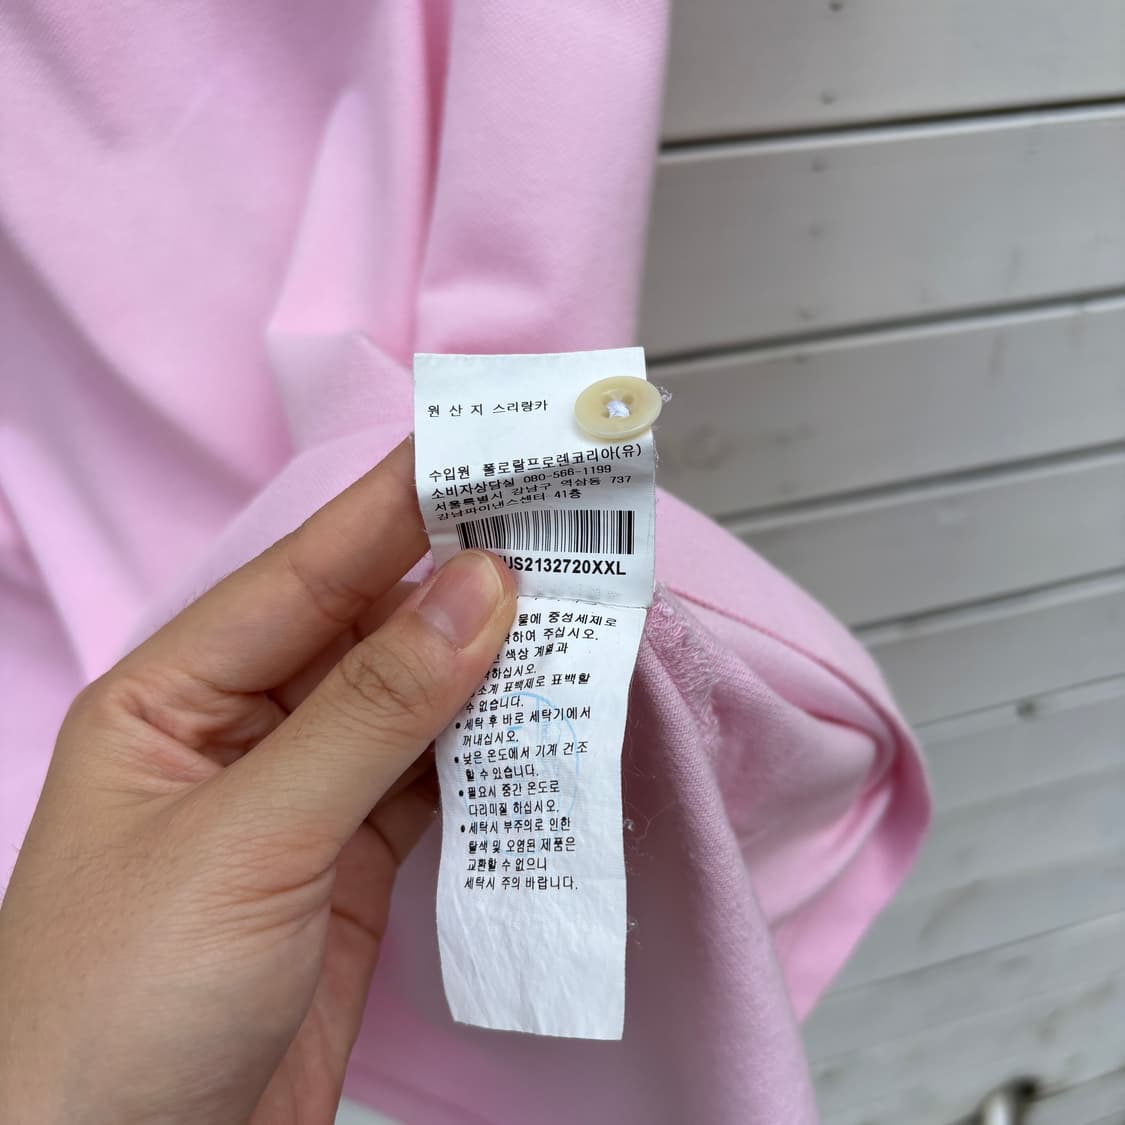 원 산 지 스리랑카
수입원 폴로랄프로렌코리아(유)
소비자상담실 080-566-1199
서울특별시 강남구 역삼동 737
강남파이낸스센터 41층
US2132720XXL
물에 중성세제로
하여 주십시오.
색상 계열과
하십시오.
표백제로 표백할
수 없습니다.
• 세탁 후 바로 세탁기에서
꺼내십시오.
• 낮은 온도에서 기계 건조
할 수 있습니다.
• 필요시 중간 온도로
다리미질 하십시오.
• 세탁시 부주의로 인한
탈색 및 오염된 제품은
교환할 수 없으니
세탁시 주의 바랍니다.